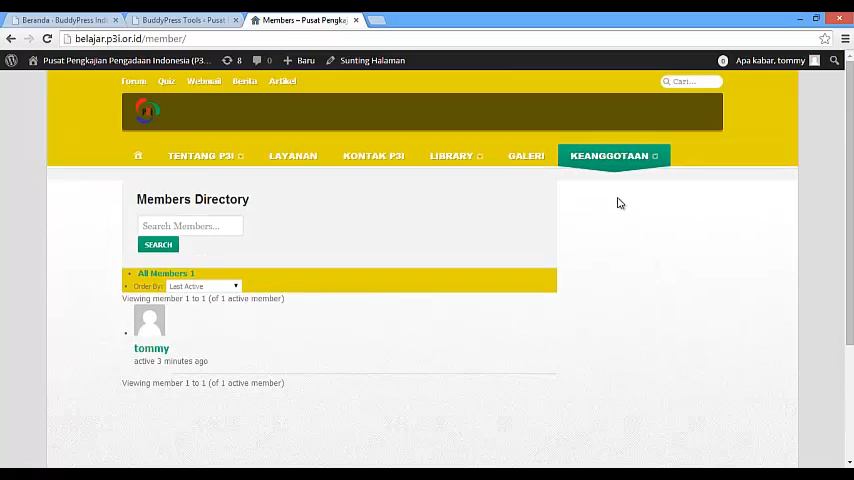 Beranda · BuddyPress Ind
BuddyPress Tools ‹ Pusat
Members – Pusat Pengkaj
belajar.p3i.or.id/member/
Pusat Pengkajian Pengadaan Indonesia (P3... 8 0 + Baru Sunting Halaman 0 Apa kabar, tommy
Forum Quiz Webmail Berita Artikel Cari...
P3I
TENTANG P3I LAYANAN KONTAK P3I LIBRARY GALERI KEANGGOTAAN
Members Directory
Search Members...
SEARCH
All Members 1
Order By: Last Active
Viewing member 1 to 1 (of 1 active member)
tommy
active 3 minutes ago
Viewing member 1 to 1 (of 1 active member)